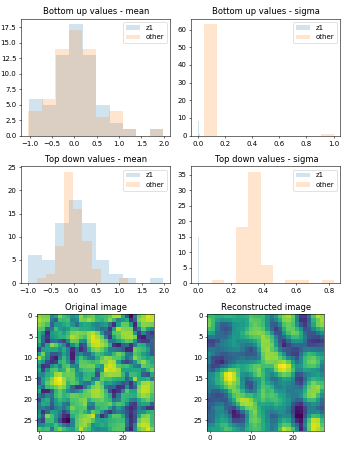 Bottom up values - mean
Bottom up values - sigma
17.5
15.0
12.5
10.0
7.5
5.0
2.5
0.0
z1
other
−1.0 −0.5 0.0 0.5 1.0 1.5 2.0
60
50
40
30
20
10
0
z1
other
0.0 0.2 0.4 0.6 0.8 1.0
Top down values - mean
Top down values - sigma
25
20
15
10
5
0
z1
other
−1.0 −0.5 0.0 0.5 1.0 1.5 2.0
35
30
25
20
15
10
5
0
z1
other
0.0 0.2 0.4 0.6 0.8
Original image
Reconstructed image
0
5
10
15
20
25
0 10 20
0
5
10
15
20
25
0 10 20